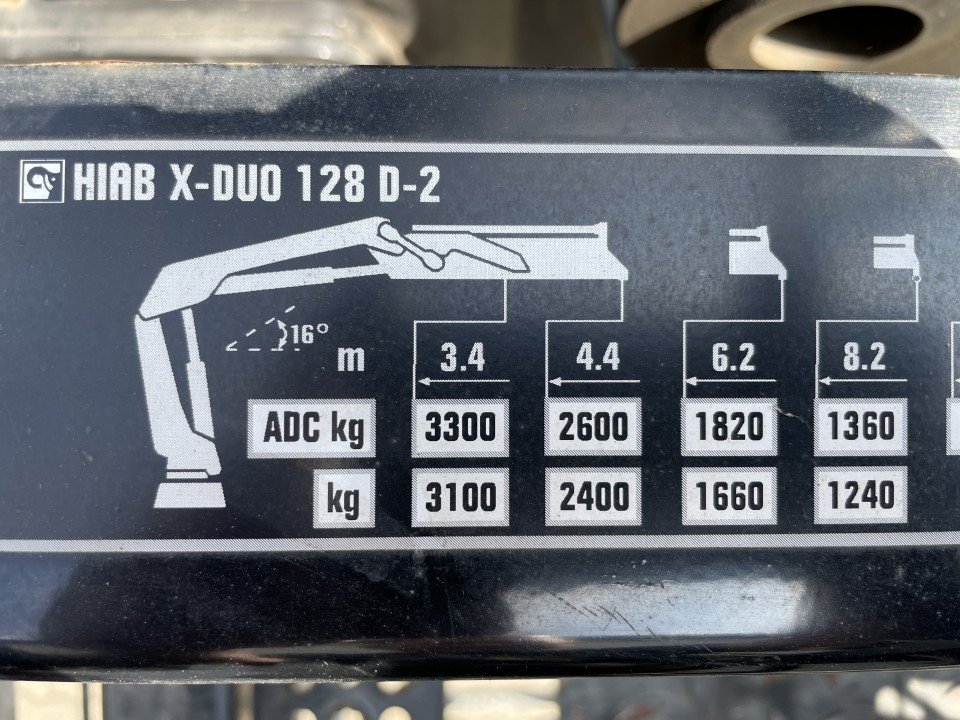 HIAB X-DUO 128 D-2
16°
m 3.4 4.4 6.2 8.2
ADC kg 3300 2600 1820 1360
kg 3100 2400 1660 1240